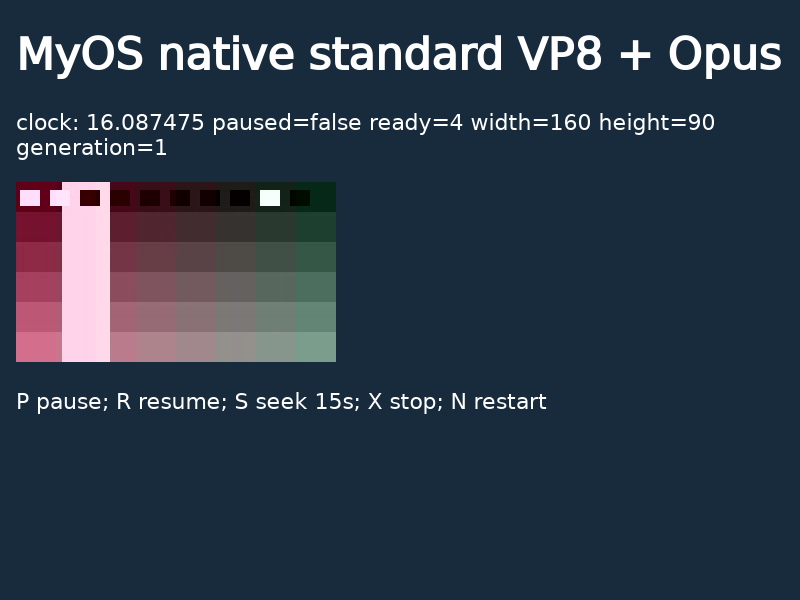 MyOS native standard VP8 + Opus
clock: 16.087475 paused=false ready=4 width=160 height=90
generation=1
P pause; R resume; S seek 15s; X stop; N restart